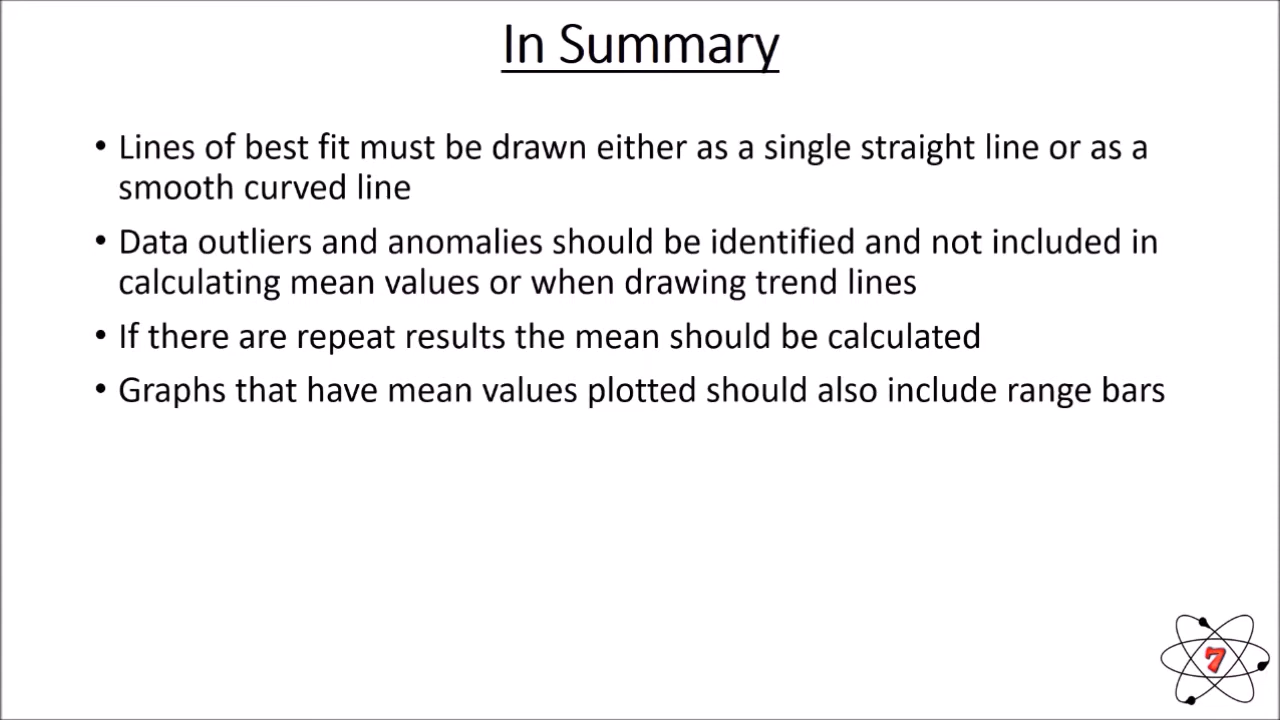 In Summary
• Lines of best fit must be drawn either as a single straight line or as a
smooth curved line
• Data outliers and anomalies should be identified and not included in
calculating mean values or when drawing trend lines
• If there are repeat results the mean should be calculated
• Graphs that have mean values plotted should also include range bars
7